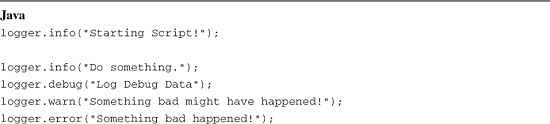 Java
logger.info("Starting Script!");
logger.info("Do something.");
logger.debug("Log Debug Data");
logger.warn("Something bad might have happened!");
logger.error("Something bad happened!");